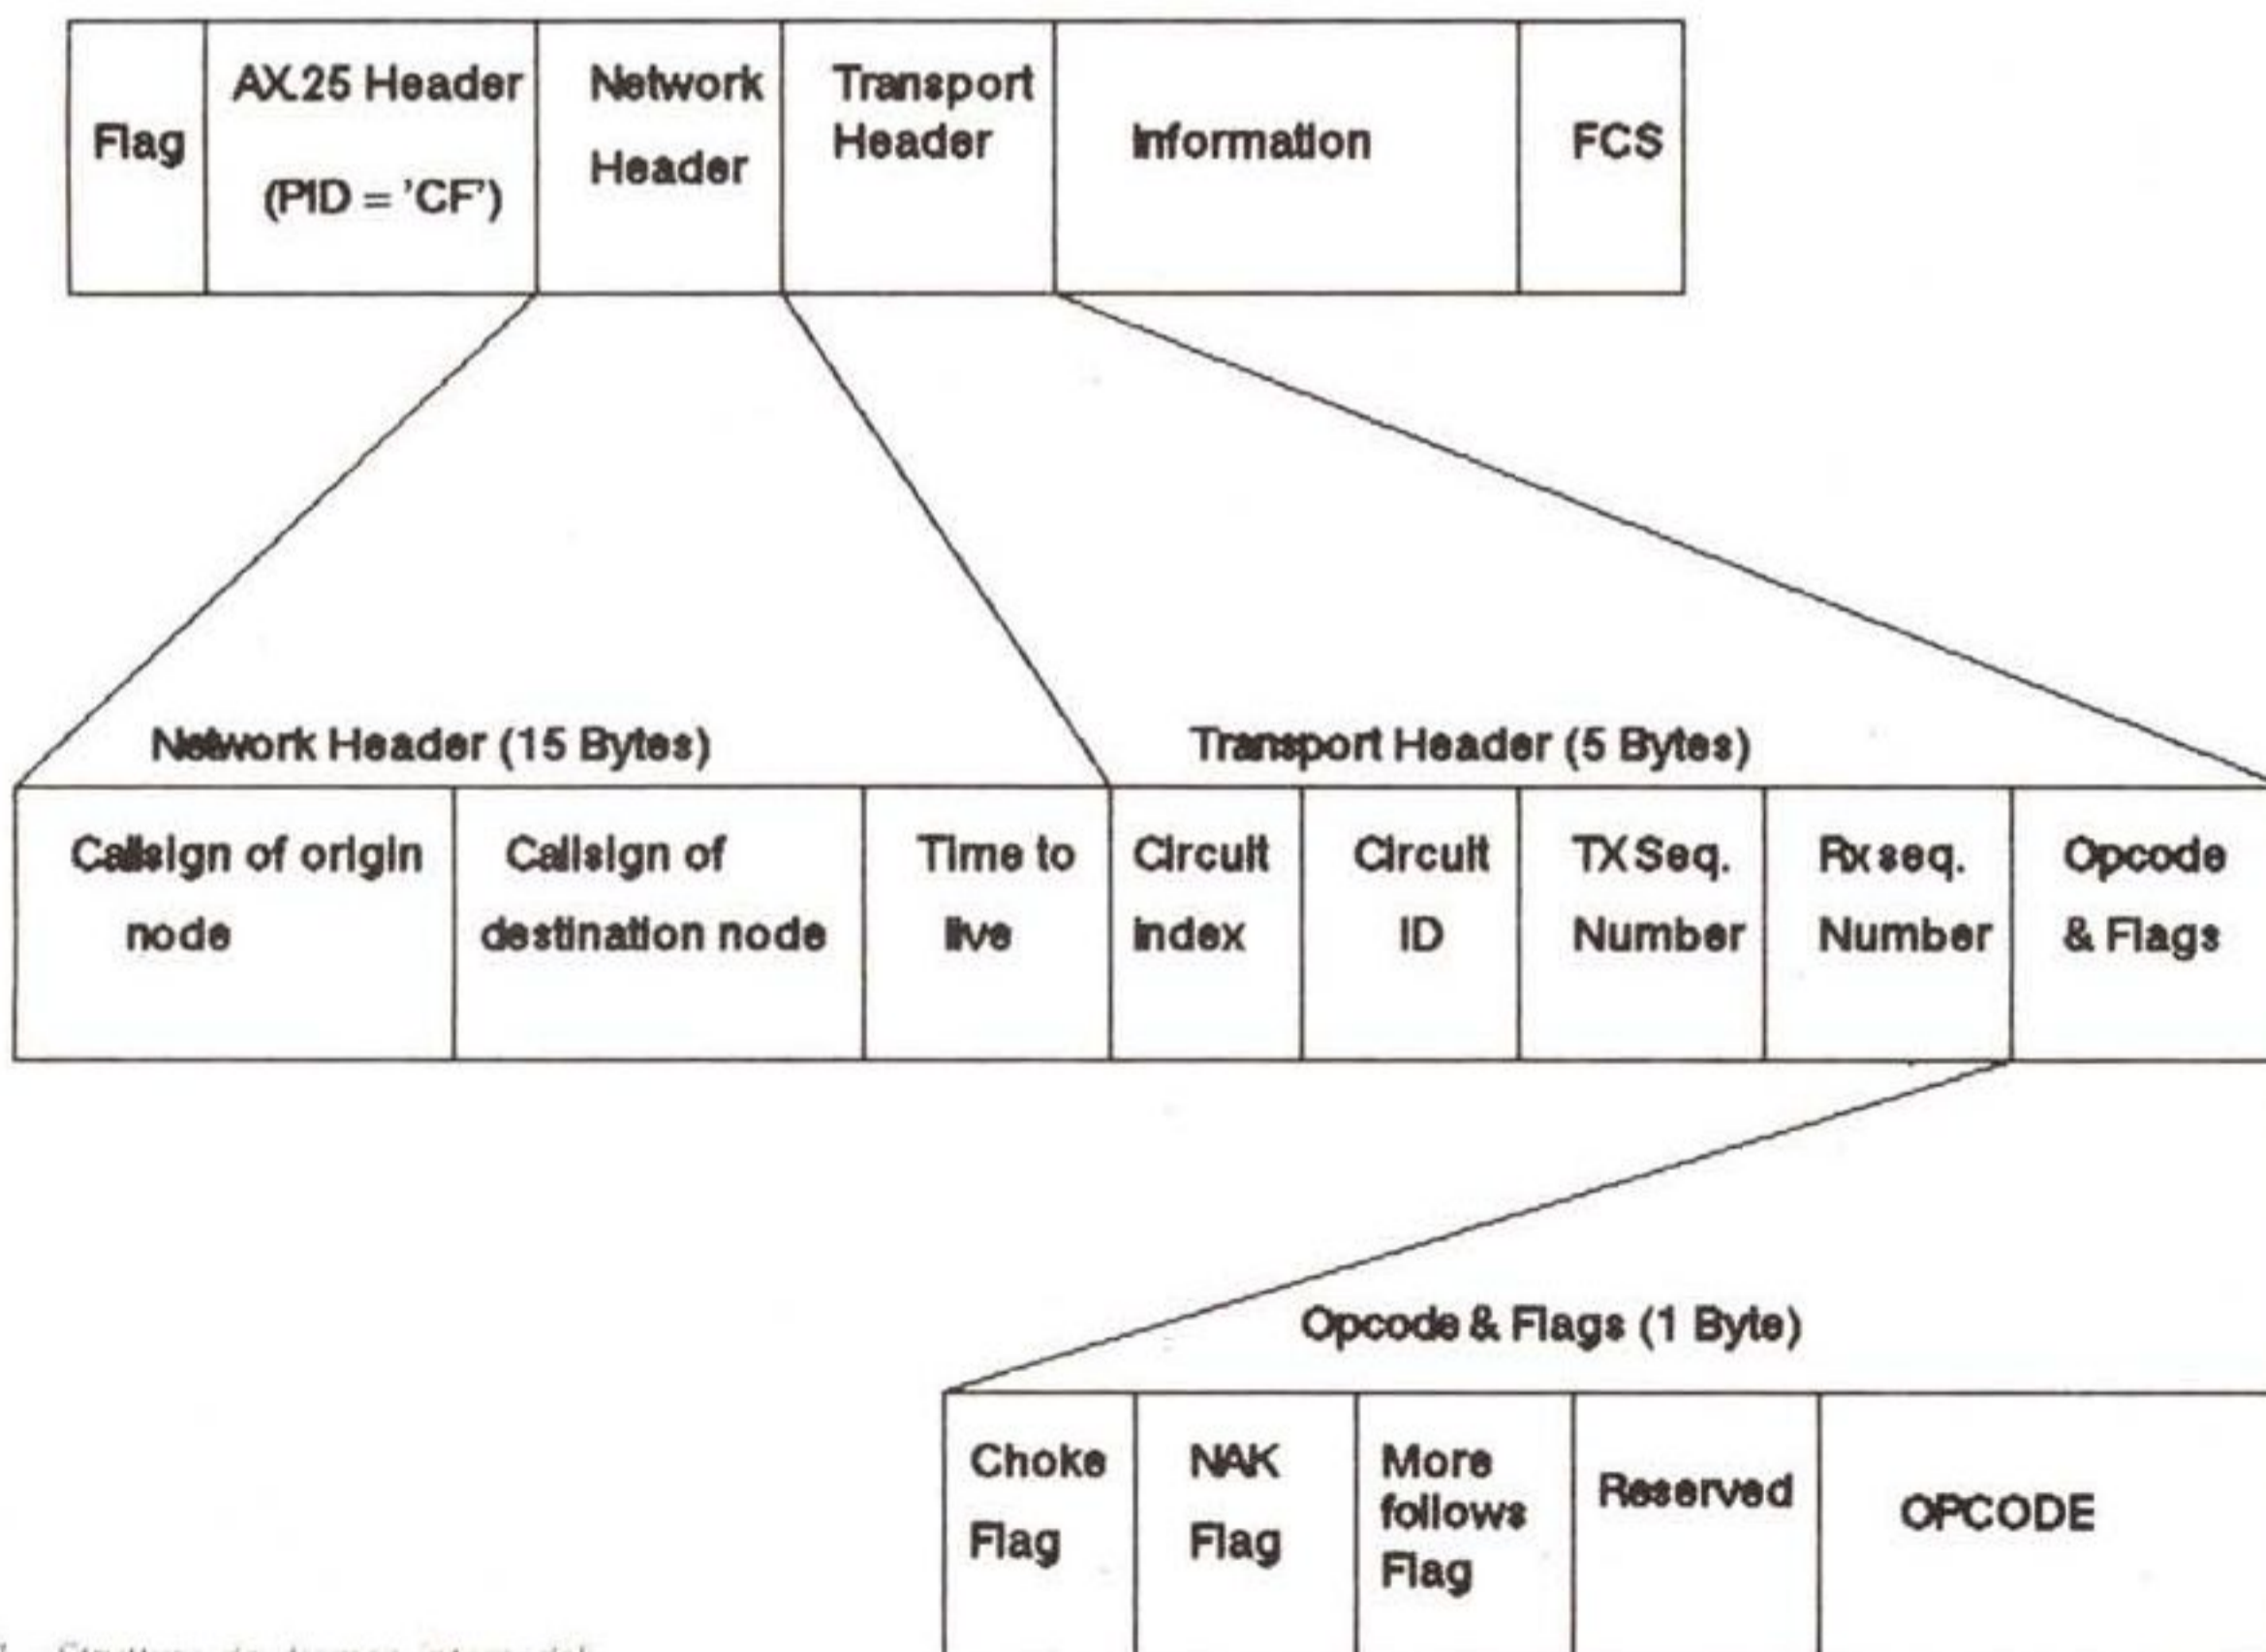 Flag
AX.25 Header
(PID = 'CF')
Network
Header
Transport
Header
Information
FCS
Network Header (15 Bytes)
Transport Header (5 Bytes)
Callsign of origin
node
Callsign of
destination node
Time to
live
Circuit
index
Circuit
ID
TX Seq.
Number
Rx seq.
Number
Opcode
& Flags
Opcode & Flags (1 Byte)
Choke
Flag
NAK
Flag
More
follows
Flag
Reserved
OPCODE